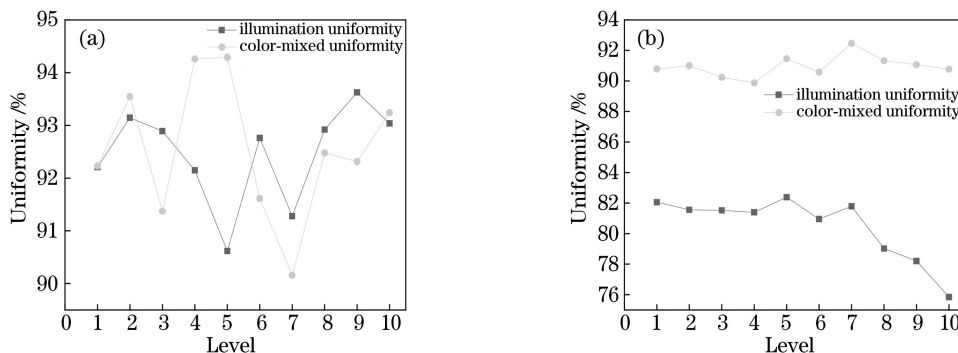 (a)
illumination uniformity
color-mixed uniformity
Uniformity /%
95
94
93
92
91
90
0 1 2 3 4 5 6 7 8 9 10
Level
(b)
illumination uniformity
color-mixed uniformity
Uniformity /%
94
92
90
88
86
84
82
80
78
76
0 1 2 3 4 5 6 7 8 9 10
Level